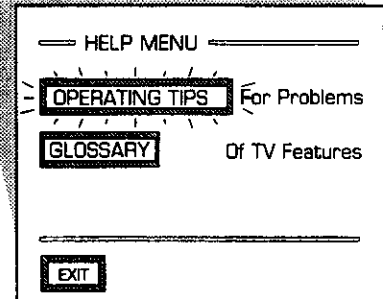 HELP MENU
OPERATING TIPS For Problems
GLOSSARY Of TV Features
EXIT